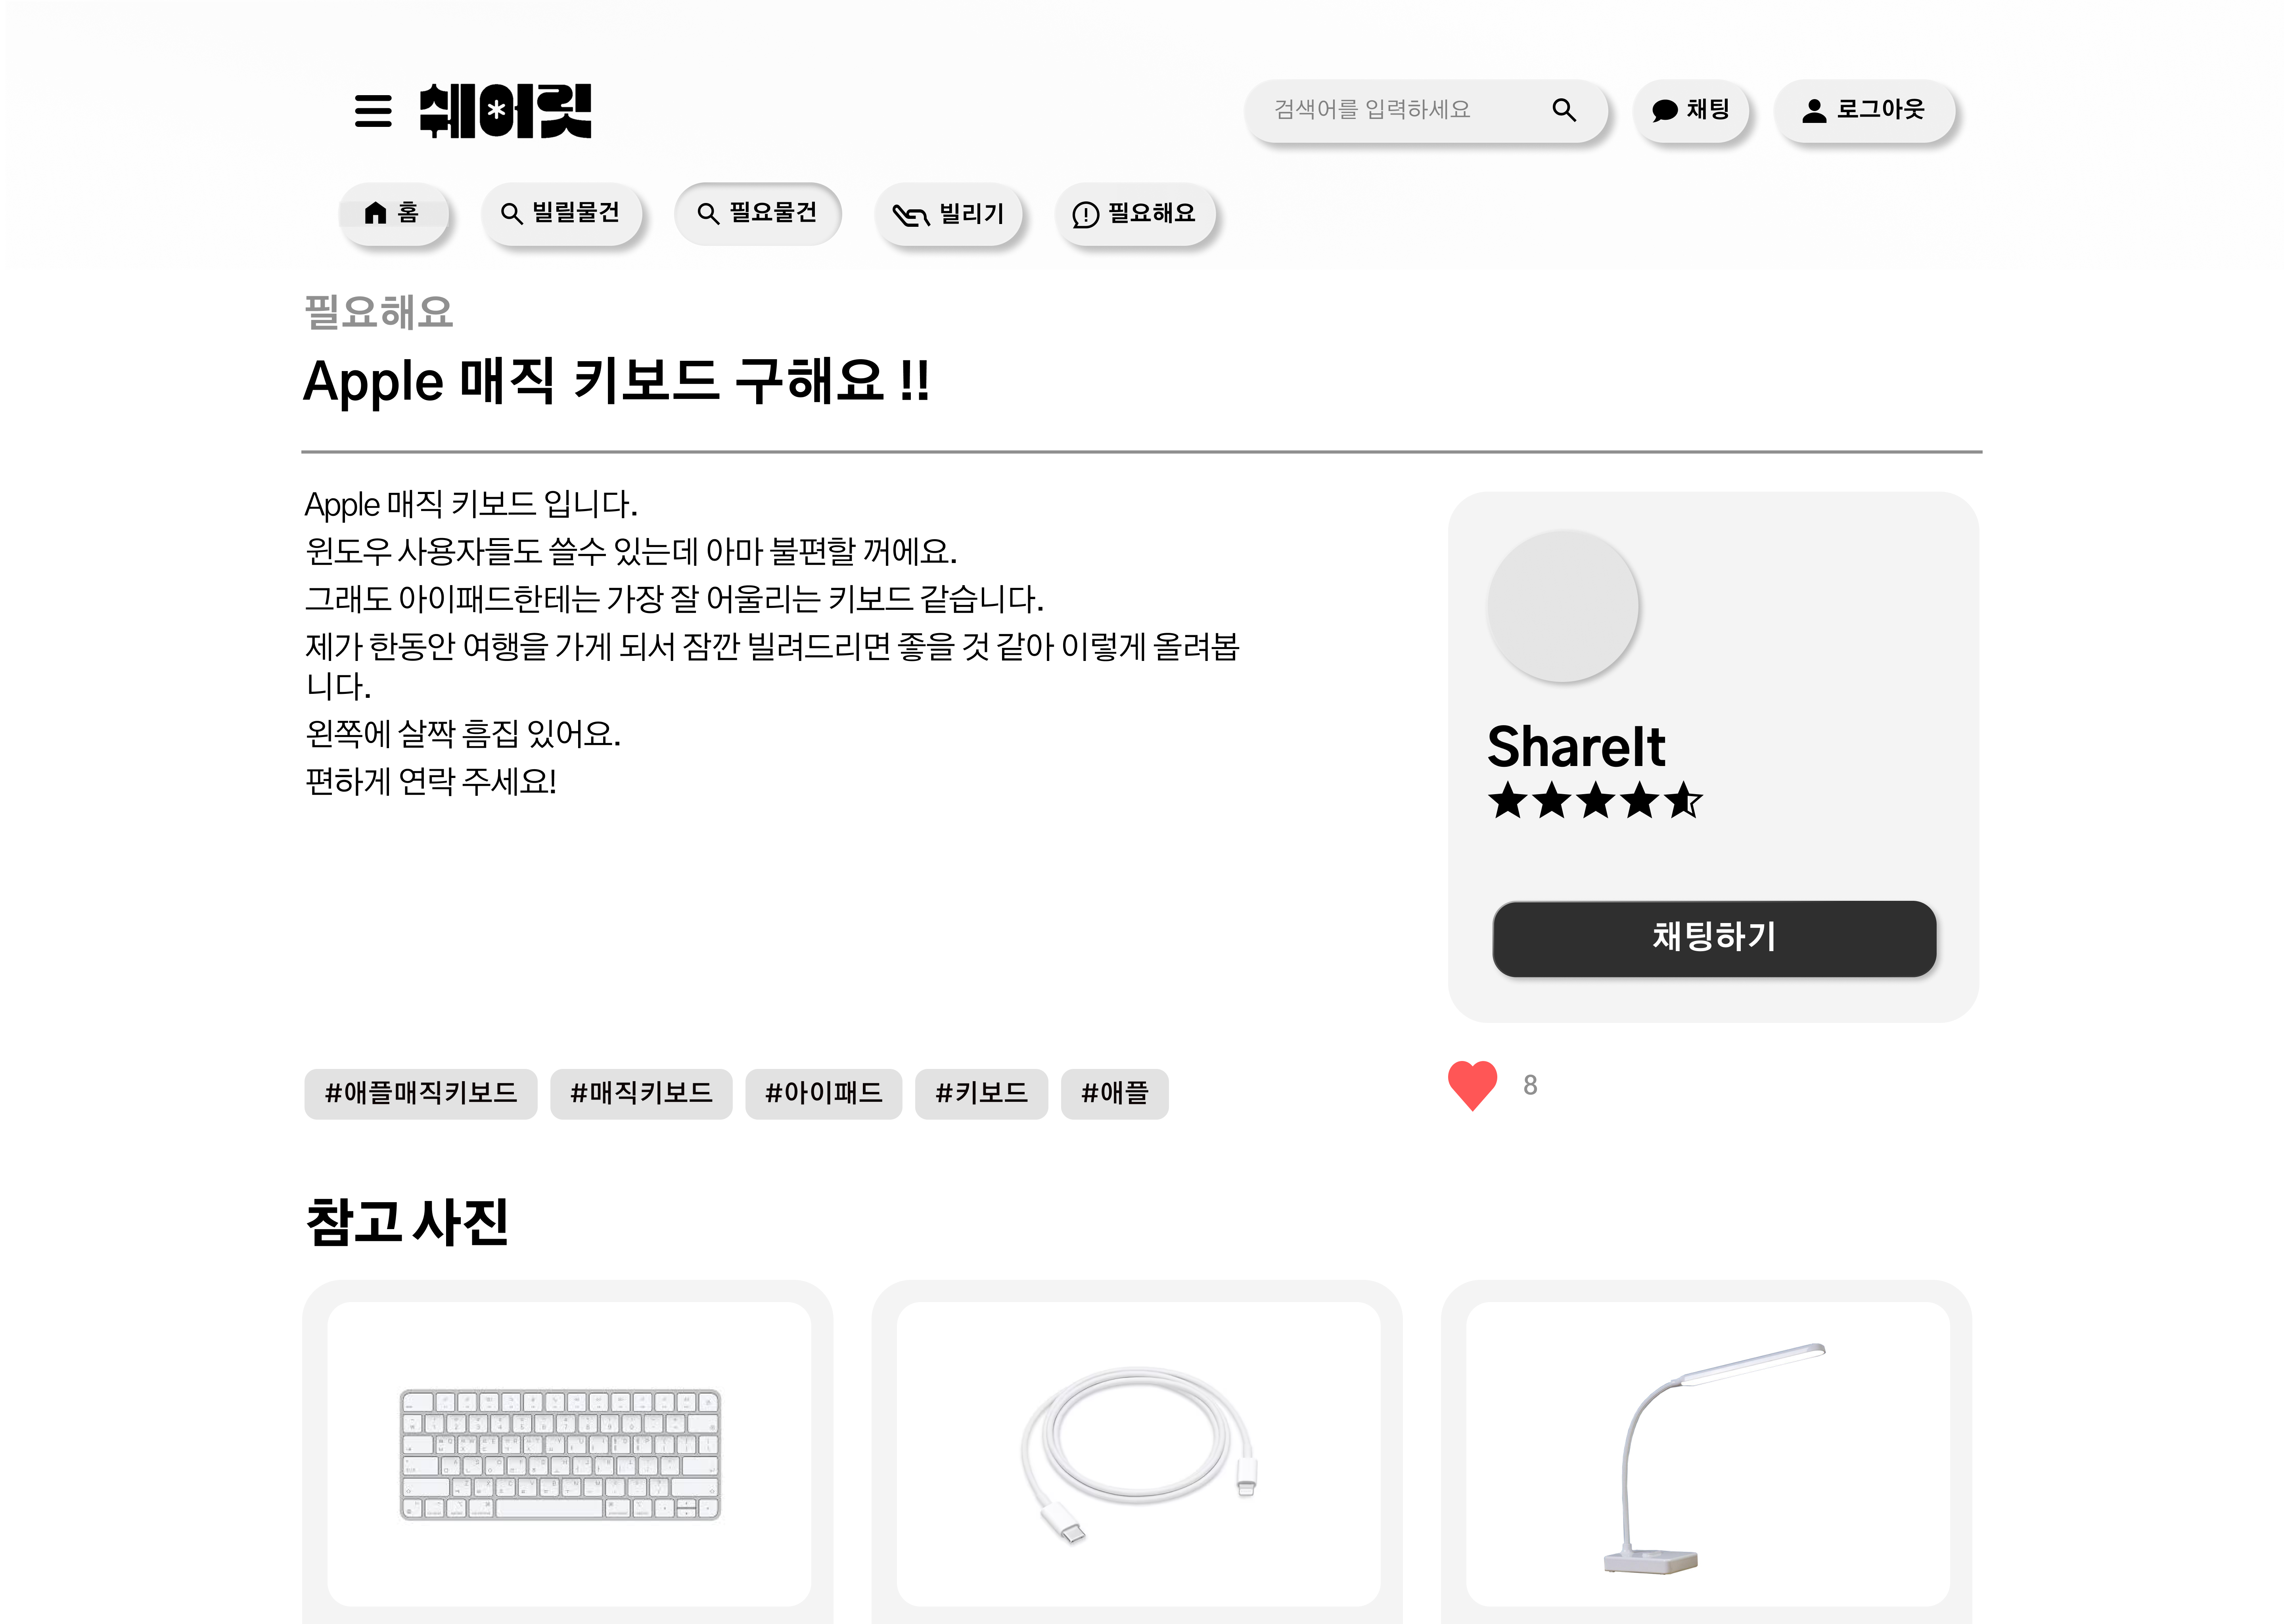 쉐어릿
검색어를 입력하세요
채팅
로그아웃
홈
빌릴물건
필요물건
빌리기
필요해요
필요해요
Apple 매직 키보드 구해요 !!
Apple 매직 키보드 입니다.
윈도우 사용자들도 쓸수 있는데 아마 불편할 꺼에요.
그래도 아이패드한테는 가장 잘 어울리는 키보드 같습니다.
제가 한동안 여행을 가게 되서 잠깐 빌려드리면 좋을 것 같아 이렇게 올려봅
니다.
왼쪽에 살짝 흠집 있어요.
편하게 연락 주세요!
ShareIt
채팅하기
#애플매직키보드
#매직키보드
#아이패드
#키보드
#애플
8
참고 사진